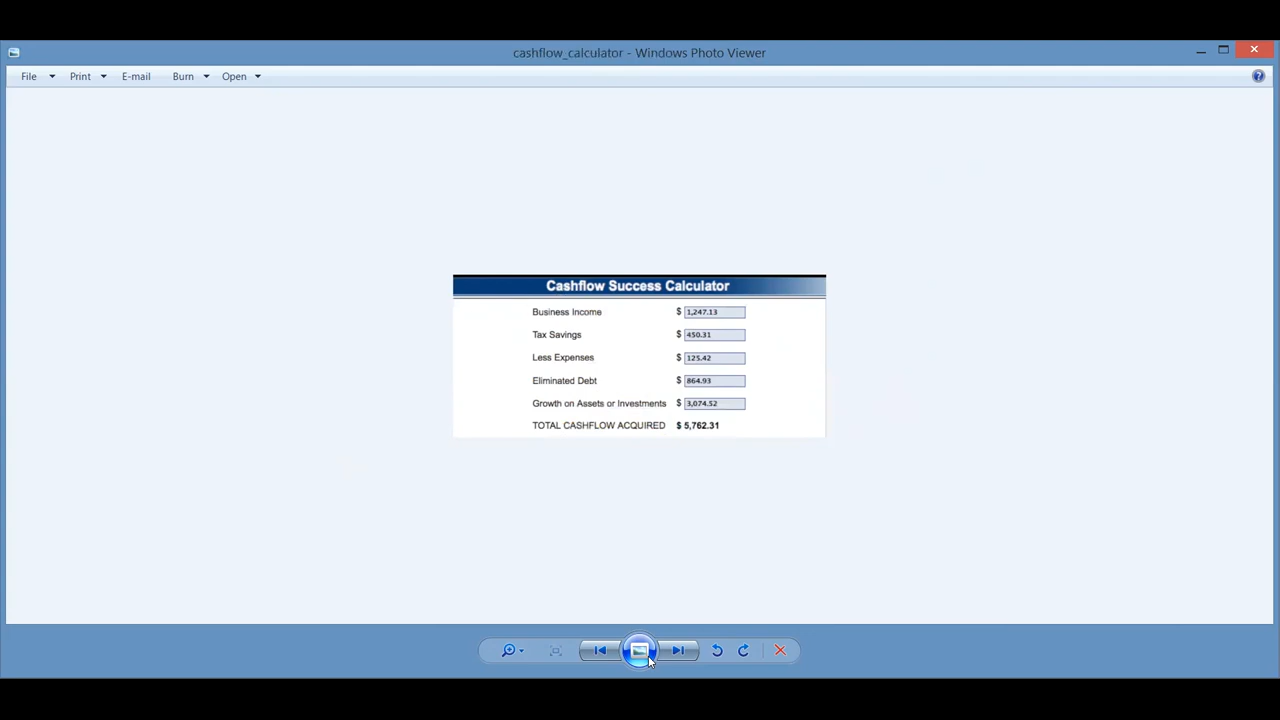 cashflow_calculator - Windows Photo Viewer
File Print E-mail Burn Open
Cashflow Success Calculator
Business Income $ 1,247.13
Tax Savings $ 450.31
Less Expenses $ 125.42
Eliminated Debt $ 864.93
Growth on Assets or Investments $ 3,074.52
TOTAL CASHFLOW ACQUIRED $ 5,762.31